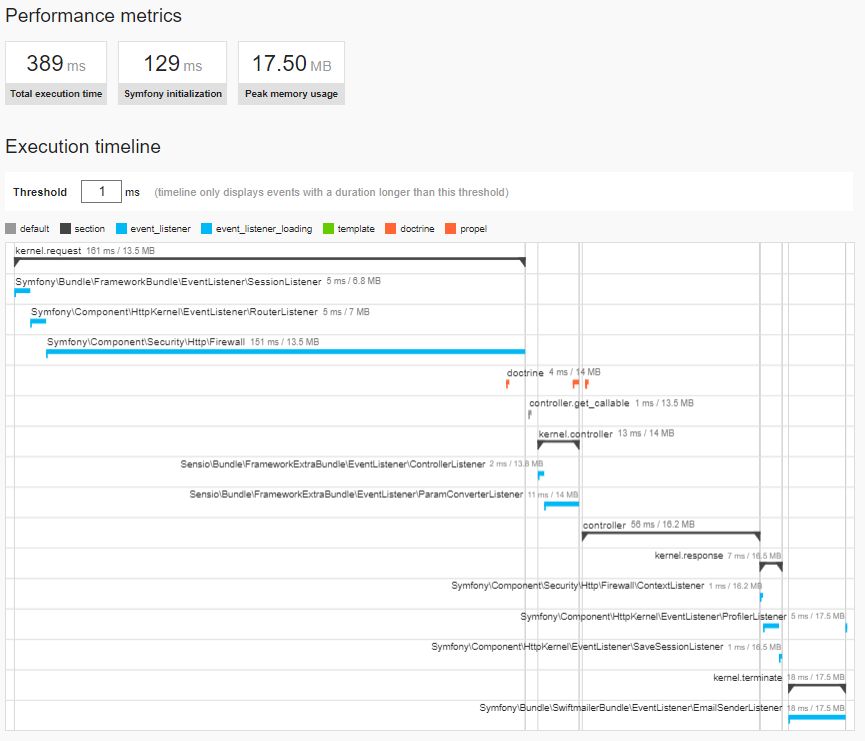 Performance metrics
389 ms 129 ms 17.50 MB
Total execution time Symfony initialization Peak memory usage
Execution timeline
Threshold 1 ms (timeline only displays events with a duration longer than this threshold)
default section event_listener event_listener_loading template doctrine propel
kernel.request 161 ms / 13.5 MB
Symfony\Bundle\FrameworkBundle\EventListener\SessionListener 5 ms / 6.8 MB
Symfony\Component\HttpKernel\EventListener\RouterListener 5 ms / 7 MB
Symfony\Component\Security\Http\Firewall 151 ms / 13.5 MB
doctrine 4 ms / 14 MB
controller.get_callable 1 ms / 13.5 MB
kernel.controller 13 ms / 14 MB
Sensio\Bundle\FrameworkExtraBundle\EventListener\ControllerListener 2 ms / 13.8 MB
Sensio\Bundle\FrameworkExtraBundle\EventListener\ParamConverterListener 11 ms / 14 MB
controller 56 ms / 16.2 MB
kernel.response 7 ms / 16.5 MB
Symfony\Component\Security\Http\Firewall\ContextListener 1 ms / 16.2 MB
Symfony\Component\HttpKernel\EventListener\ProfilerListener 5 ms / 17.5 MB
Symfony\Component\HttpKernel\EventListener\SaveSessionListener 1 ms / 16.5 MB
kernel.terminate 18 ms / 17.5 MB
Symfony\Bundle\SwiftmailerBundle\EventListener\EmailSenderListener 18 ms / 17.5 MB